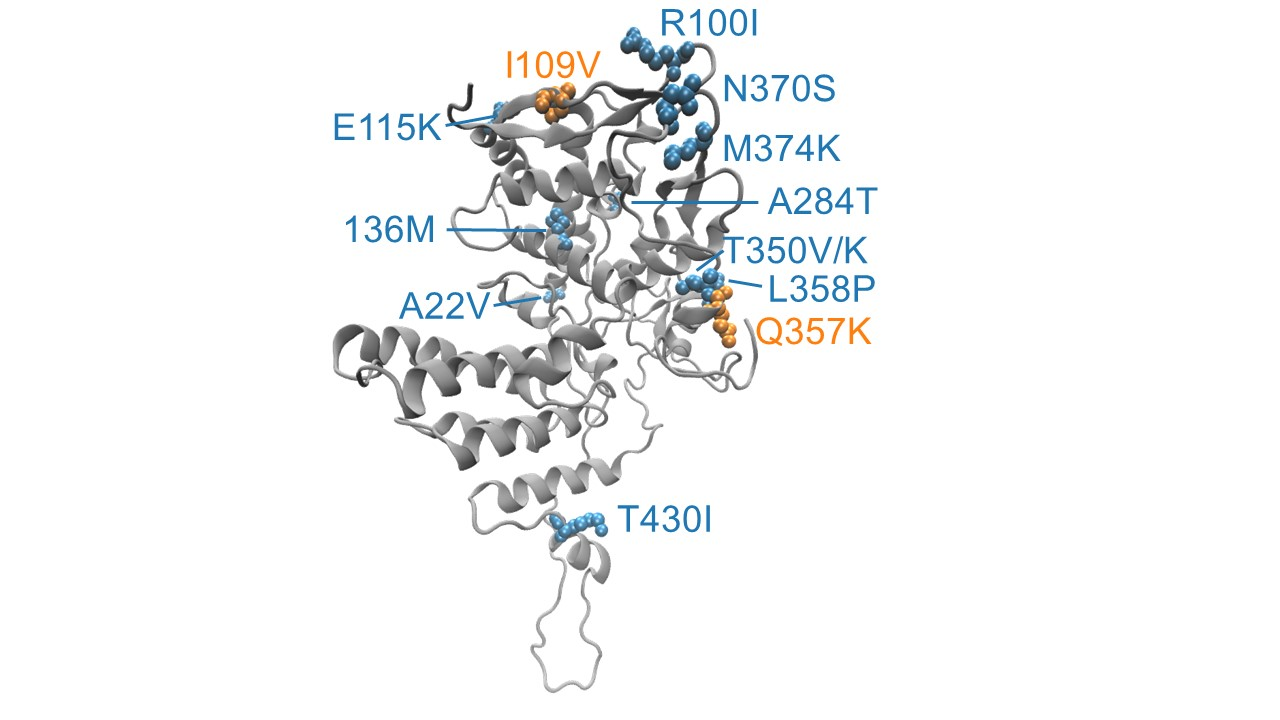 R100I
I109V
N370S
E115K
M374K
A284T
136M
T350V/K
L358P
A22V
Q357K
T430I